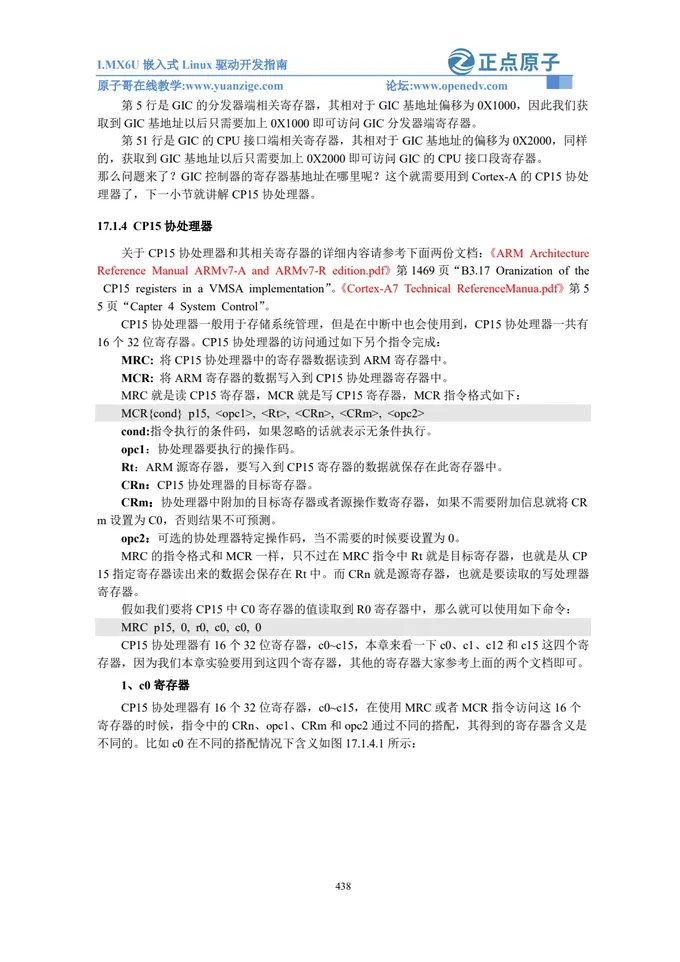 I.MX6U 嵌入式 Linux 驱动开发指南
正点原子
原子哥在线教学:www.yuanzige.com 论坛:www.openedv.com
第 5 行是 GIC 的分发器端相关寄存器，其相对于 GIC 基地址偏移为 0X1000，因此我们获
取到 GIC 基地址以后只需要加上 0X1000 即可访问 GIC 分发器端寄存器。
第 51 行是 GIC 的 CPU 接口端相关寄存器，其相对于 GIC 基地址的偏移为 0X2000，同样
的，获取到 GIC 基地址以后只需要加上 0X2000 即可访问 GIC 的 CPU 接口段寄存器。
那么问题来了？GIC 控制器的寄存器基地址在哪里呢？这个就需要用到 Cortex-A 的 CP15 协处
理器了，下一小节就讲解 CP15 协处理器。
17.1.4 CP15 协处理器
关于 CP15 协处理器和其相关寄存器的详细内容请参考下面两份文档：《ARM Architecture
Reference Manual ARMv7-A and ARMv7-R edition.pdf》第 1469 页“B3.17 Oranization of the
CP15 registers in a VMSA implementation”。《Cortex-A7 Technical ReferenceManua.pdf》第 5
5 页“Capter 4 System Control”。
CP15 协处理器一般用于存储系统管理，但是在中断中也会使用到，CP15 协处理器一共有
16 个 32 位寄存器。CP15 协处理器的访问通过如下另个指令完成：
MRC: 将 CP15 协处理器中的寄存器数据读到 ARM 寄存器中。
MCR: 将 ARM 寄存器的数据写入到 CP15 协处理器寄存器中。
MRC 就是读 CP15 寄存器，MCR 就是写 CP15 寄存器，MCR 指令格式如下：
MCR{cond} p15, <opc1>, <Rt>, <CRn>, <CRm>, <opc2>
cond:指令执行的条件码，如果忽略的话就表示无条件执行。
opc1：协处理器要执行的操作码。
Rt：ARM 源寄存器，要写入到 CP15 寄存器的数据就保存在此寄存器中。
CRn：CP15 协处理器的目标寄存器。
CRm：协处理器中附加的目标寄存器或者源操作数寄存器，如果不需要附加信息就将 CR
m 设置为 C0，否则结果不可预测。
opc2：可选的协处理器特定操作码，当不需要的时候要设置为 0。
MRC 的指令格式和 MCR 一样，只不过在 MRC 指令中 Rt 就是目标寄存器，也就是从 CP
15 指定寄存器读出来的数据会保存在 Rt 中。而 CRn 就是源寄存器，也就是要读取的写处理器
寄存器。
假如我们要将 CP15 中 C0 寄存器的值读取到 R0 寄存器中，那么就可以使用如下命令：
MRC p15, 0, r0, c0, c0, 0
CP15 协处理器有 16 个 32 位寄存器，c0~c15，本章来看一下 c0、c1、c12 和 c15 这四个寄
存器，因为我们本章实验要用到这四个寄存器，其他的寄存器大家参考上面的两个文档即可。
1、c0 寄存器
CP15 协处理器有 16 个 32 位寄存器，c0~c15，在使用 MRC 或者 MCR 指令访问这 16 个
寄存器的时候，指令中的 CRn、opc1、CRm 和 opc2 通过不同的搭配，其得到的寄存器含义是
不同的。比如 c0 在不同的搭配情况下含义如图 17.1.4.1 所示：
438